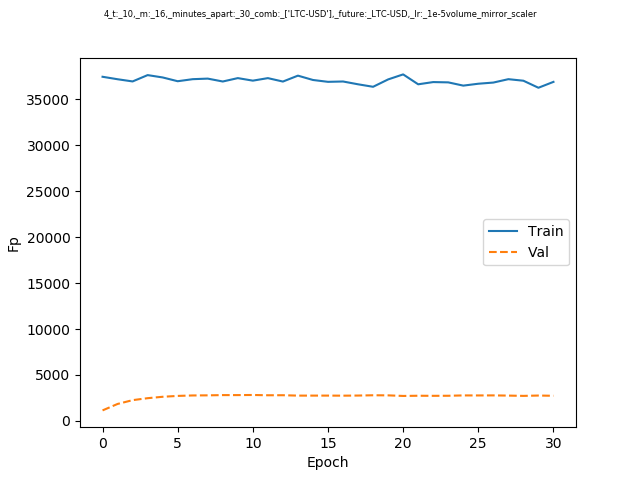 4_t:_10,_m:_16,_minutes_apart:_30_comb:_['LTC-USD'],_future:_LTC-USD,_lr:_1e-5volume_mirror_scaler
35000
30000
25000
20000
15000
10000
5000
0
Fp
Train
Val
0 5 10 15 20 25 30
Epoch